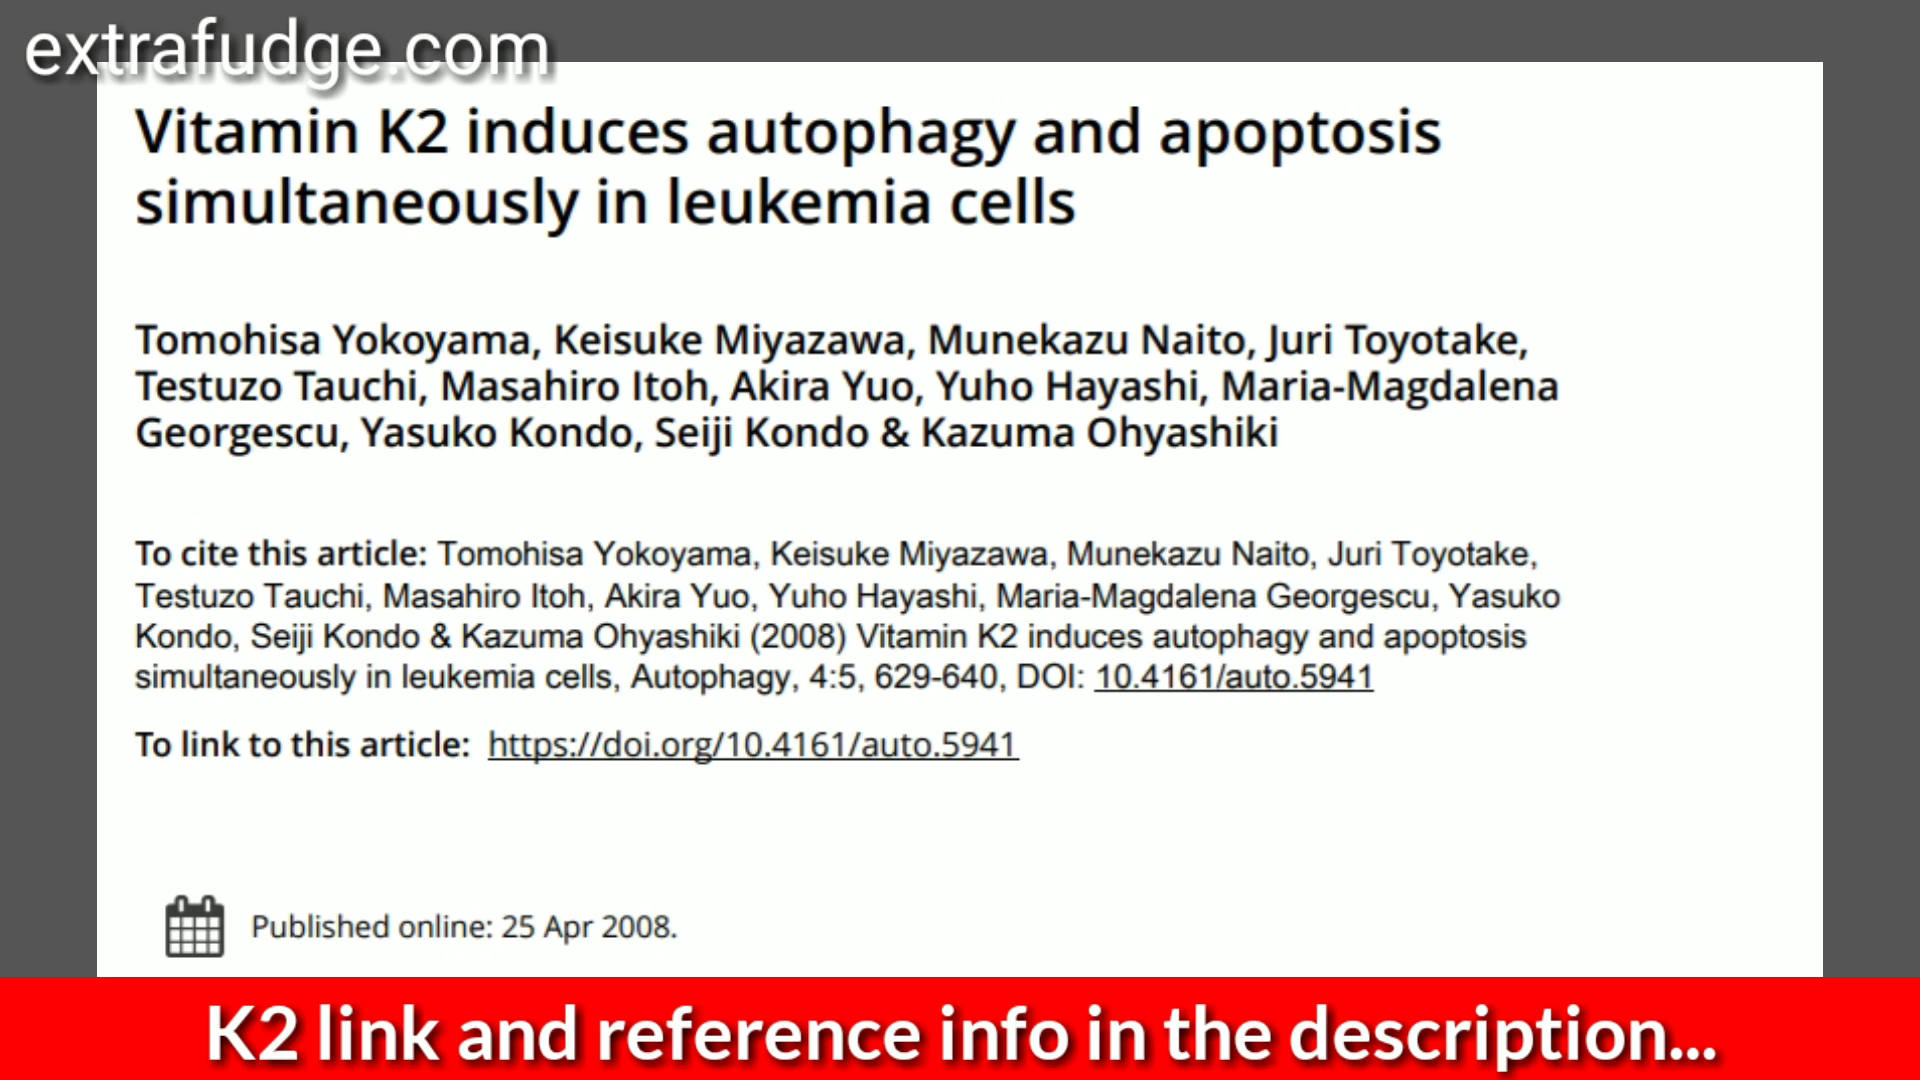 extrafudge.com
Vitamin K2 induces autophagy and apoptosis
simultaneously in leukemia cells
Tomohisa Yokoyama, Keisuke Miyazawa, Munekazu Naito, Juri Toyotake,
Testuzo Tauchi, Masahiro Itoh, Akira Yuo, Yuho Hayashi, Maria-Magdalena
Georgescu, Yasuko Kondo, Seiji Kondo & Kazuma Ohyashiki
To cite this article: Tomohisa Yokoyama, Keisuke Miyazawa, Munekazu Naito, Juri Toyotake,
Testuzo Tauchi, Masahiro Itoh, Akira Yuo, Yuho Hayashi, Maria-Magdalena Georgescu, Yasuko
Kondo, Seiji Kondo & Kazuma Ohyashiki (2008) Vitamin K2 induces autophagy and apoptosis
simultaneously in leukemia cells, Autophagy, 4:5, 629-640, DOI: 10.4161/auto.5941
To link to this article: https://doi.org/10.4161/auto.5941
Published online: 25 Apr 2008.
K2 link and reference info in the description...